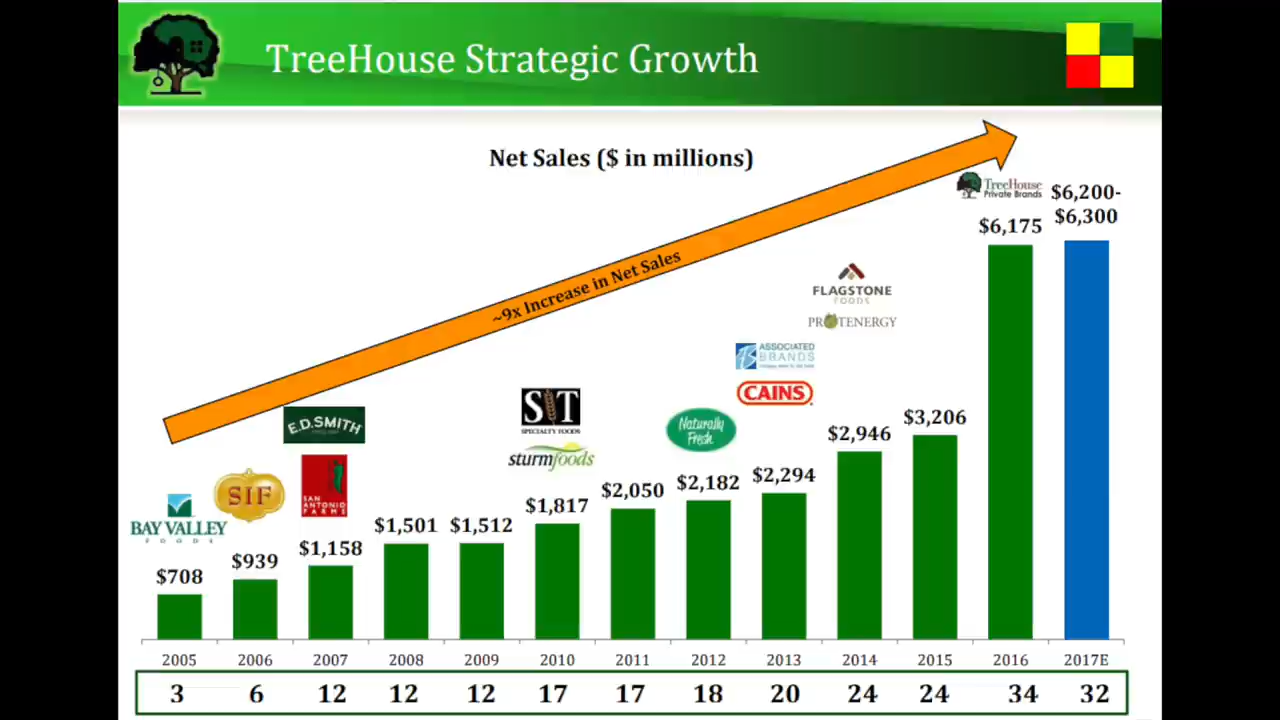 TreeHouse Strategic Growth
Net Sales ($ in millions)
~9x Increase in Net Sales
TreeHouse
Private Brands
$6,200-
$6,300
$6,175
FLAGSTONE
FOODS
PROTENERGY
ASSOCIATED
BRANDS
CAINS
E.D.SMITH
S T
SPECIALTY FOODS
sturmfoods
Naturally
Fresh
SIF
SAN
ANTONIO
FARMS
BAY VALLEY
FOODS
$708
$939
$1,158
$1,501
$1,512
$1,817
$2,050
$2,182
$2,294
$2,946
$3,206
2005 2006 2007 2008 2009 2010 2011 2012 2013 2014 2015 2016 2017E
3 6 12 12 12 17 17 18 20 24 24 34 32